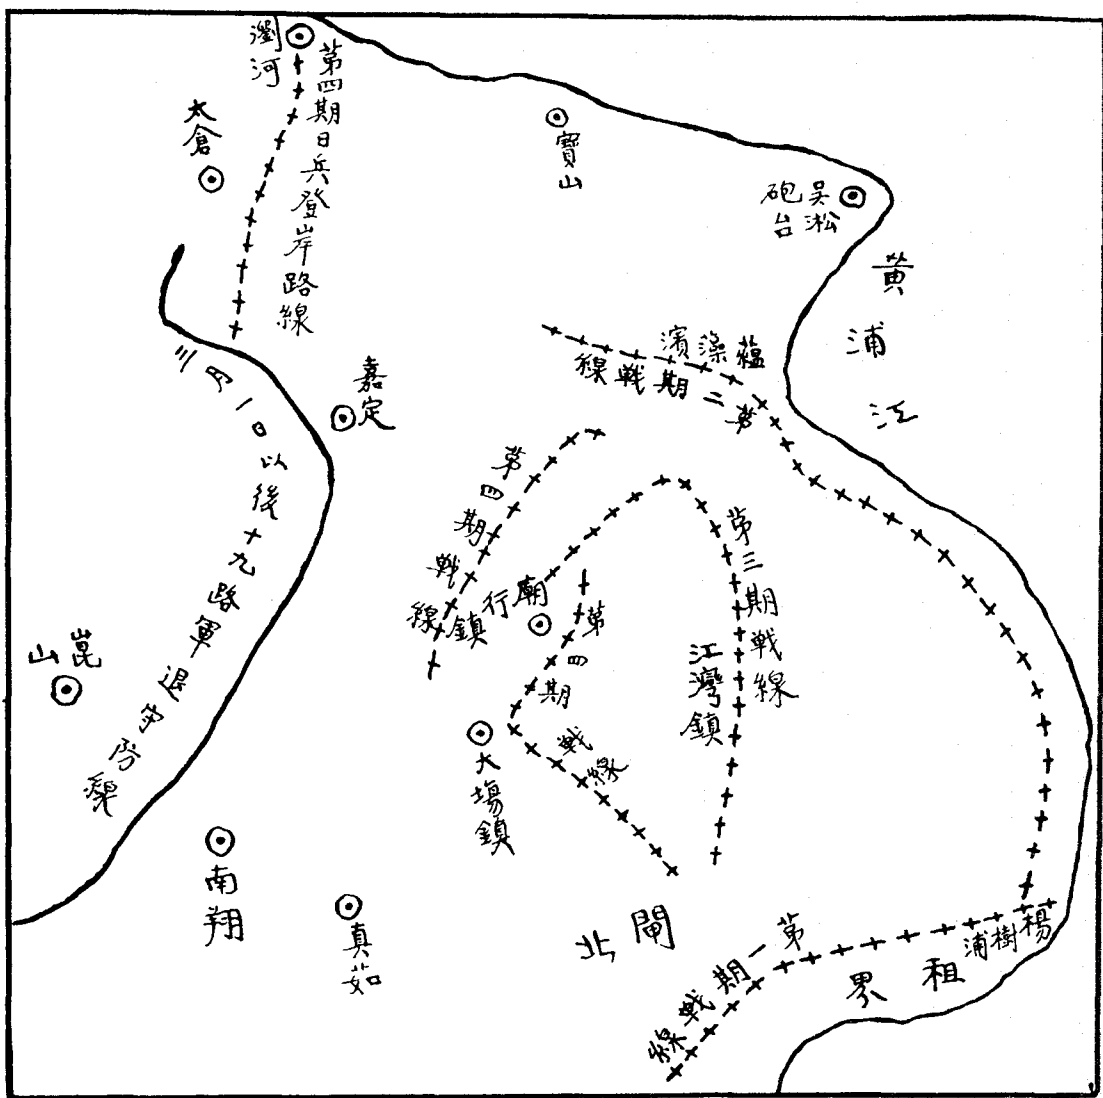 瀏河
第四期日兵登岸路線
太倉
寶山
吳淞
砲台
黃浦江
蘊藻濱
第二期戰線
三月一日以後十九路軍退守防線
嘉定
第四期戰線
廟行鎮
第三期戰線
江灣鎮
第四期戰線
崑山
大場鎮
南翔
真茹
閘北
第一期戰線
楊樹浦
租界